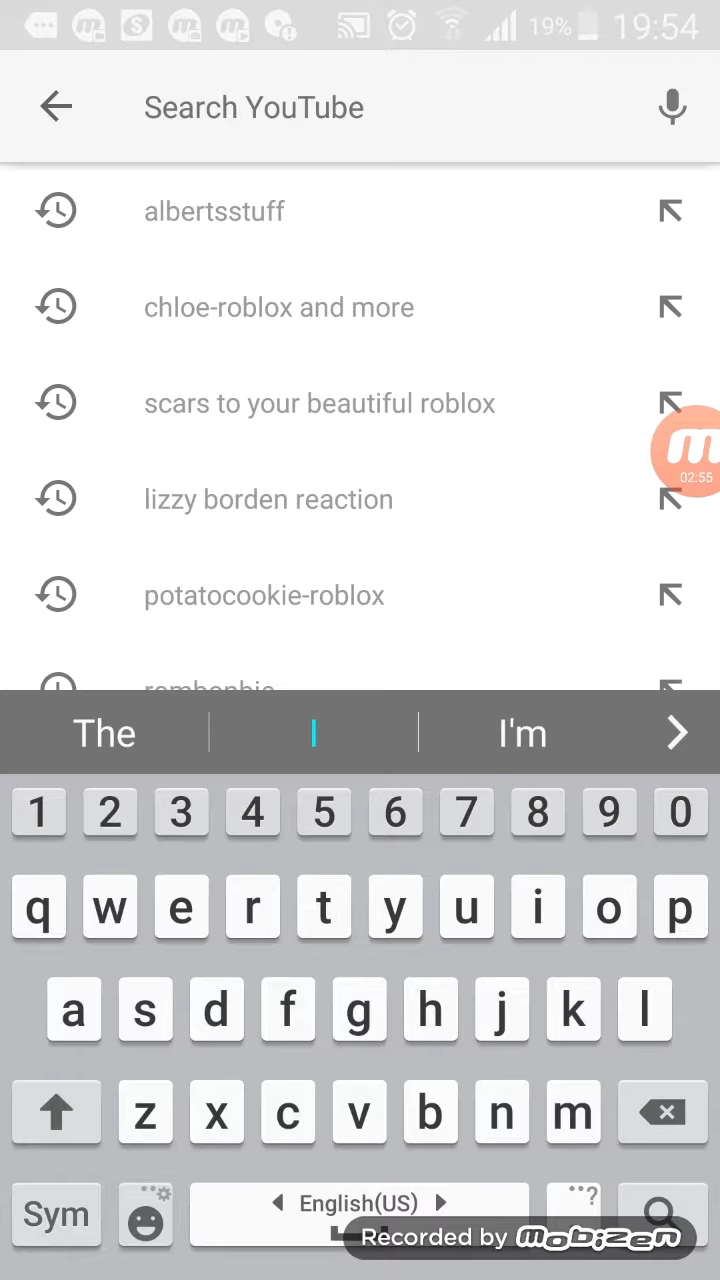 19% 19:54
Search YouTube
albertsstuff
chloe-roblox and more
scars to your beautiful roblox
02:55
lizzy borden reaction
potatocookie-roblox
The I I'm
1 2 3 4 5 6 7 8 9 0
q w e r t y u i o p
a s d f g h j k l
z x c v b n m
Sym English(US) ?
Recorded by mobizen